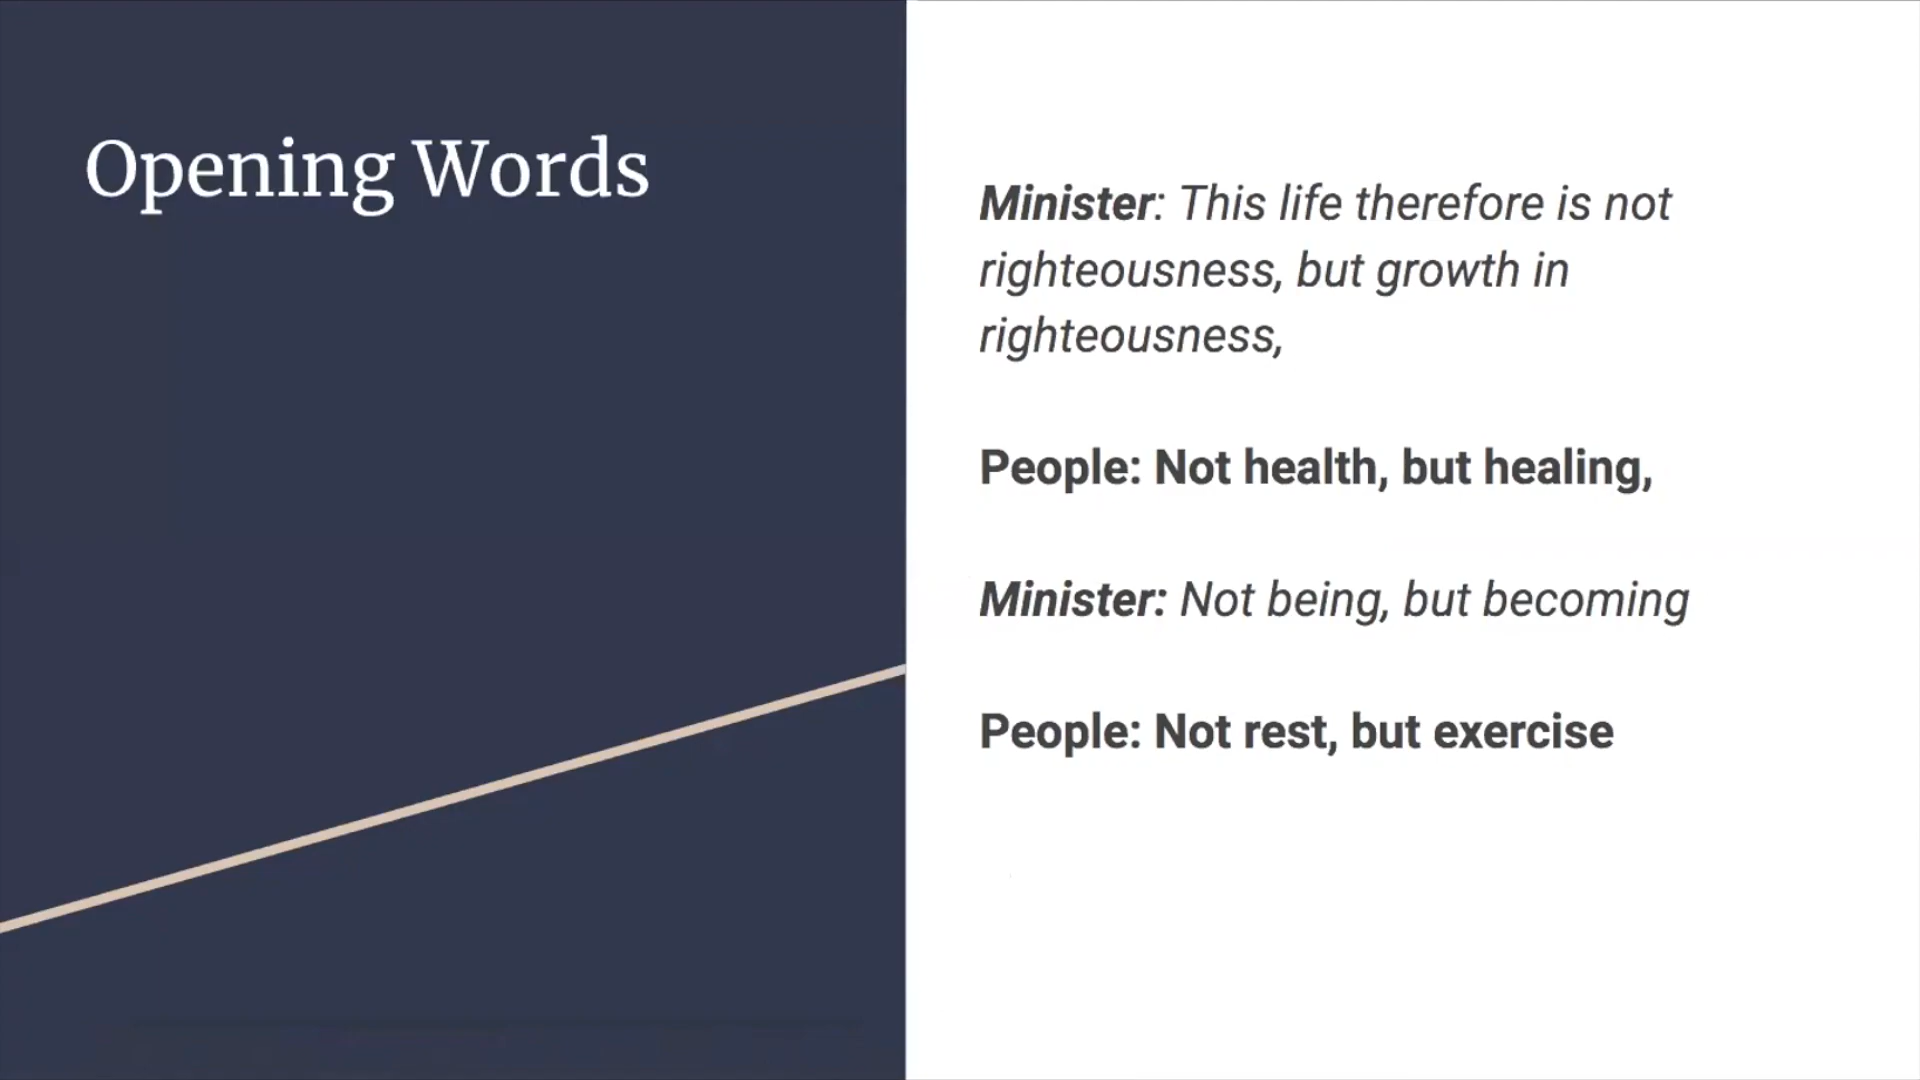 Opening Words
Minister: This life therefore is not
righteousness, but growth in
righteousness,
People: Not health, but healing,
Minister: Not being, but becoming
People: Not rest, but exercise